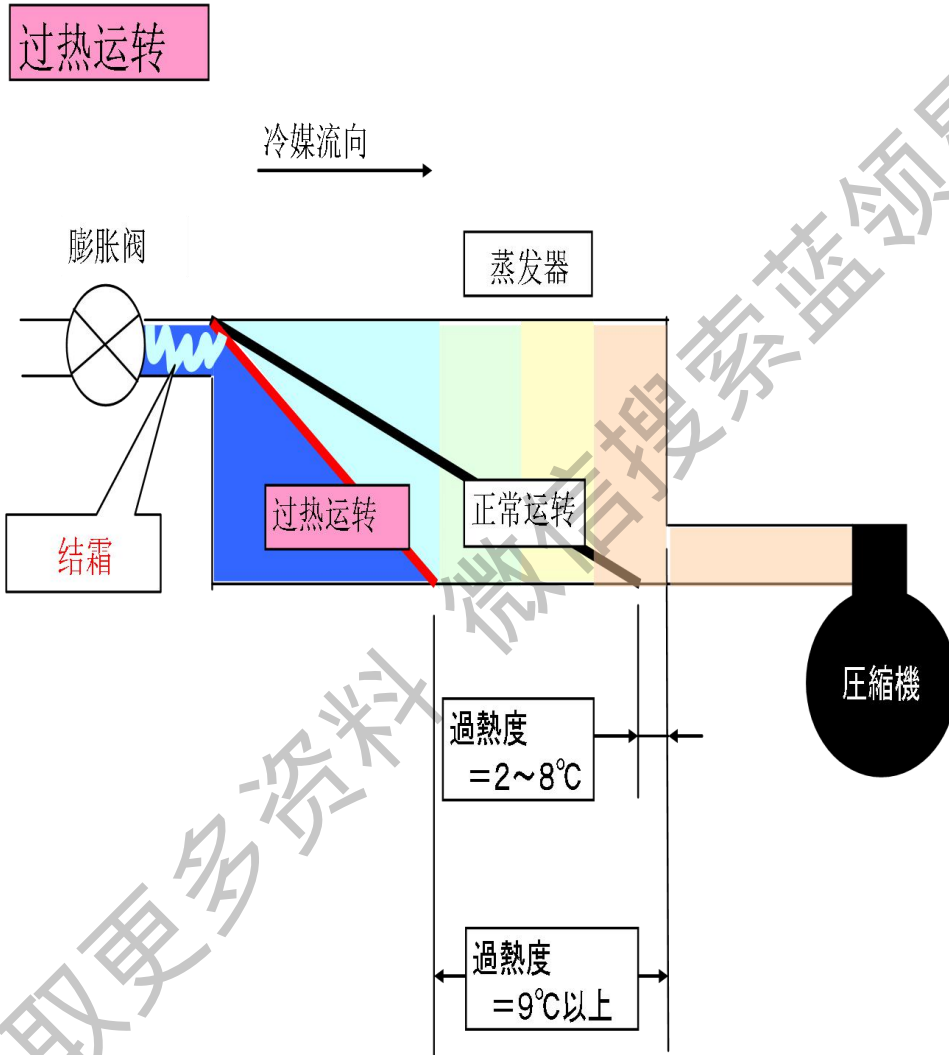 过热运转
冷媒流向
膨胀阀
蒸发器
过热运转
正常运转
结霜
圧縮機
過熱度
=2～8℃
過熱度
=9℃以上
取更多资料 微信搜索蓝领